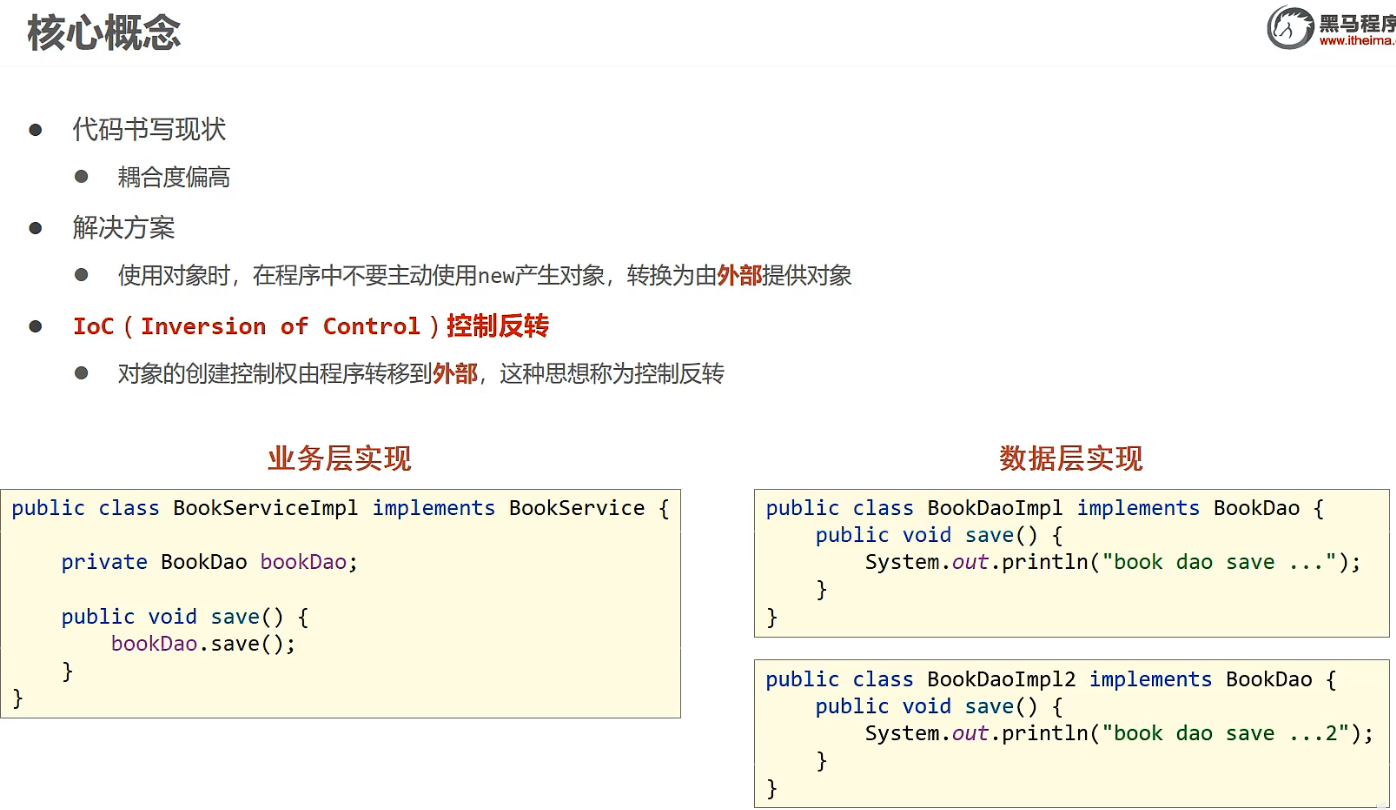 核心概念
黑马程序
www.itheima.
代码书写现状
耦合度偏高
解决方案
使用对象时，在程序中不要主动使用new产生对象，转换为由外部提供对象
IoC（Inversion of Control）控制反转
对象的创建控制权由程序转移到外部，这种思想称为控制反转
业务层实现
public class BookServiceImpl implements BookService {
private BookDao bookDao;
public void save() {
bookDao.save();
}
}
数据层实现
public class BookDaoImpl implements BookDao {
public void save() {
System.out.println("book dao save ...");
}
}
public class BookDaoImpl2 implements BookDao {
public void save() {
System.out.println("book dao save ...2");
}
}